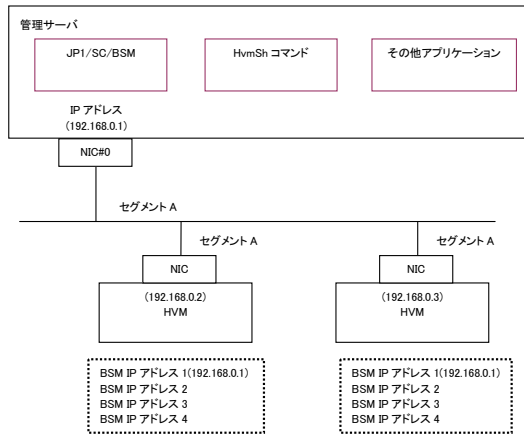 管理サーバ
JP1/SC/BSM
HvmSh コマンド
その他アプリケーション
IP アドレス
(192.168.0.1)
NIC#0
セグメント A
セグメント A
セグメント A
NIC
NIC
(192.168.0.2)
HVM
(192.168.0.3)
HVM
BSM IP アドレス 1(192.168.0.1)
BSM IP アドレス 2
BSM IP アドレス 3
BSM IP アドレス 4
BSM IP アドレス 1(192.168.0.1)
BSM IP アドレス 2
BSM IP アドレス 3
BSM IP アドレス 4